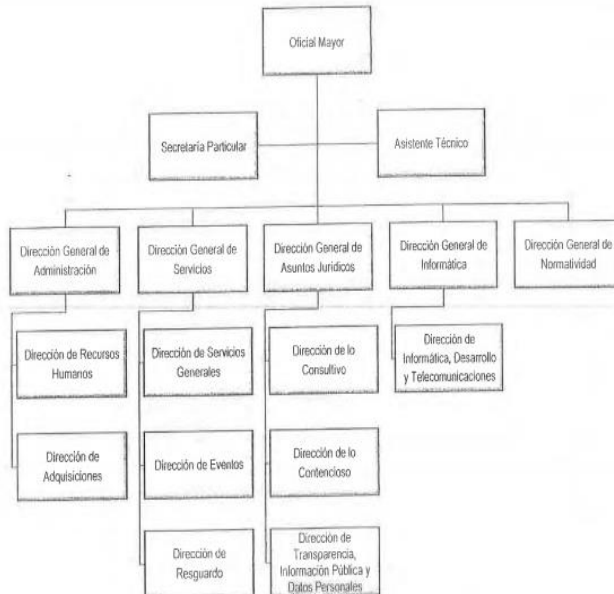 Oficial Mayor
Secretaría Particular
Asistente Técnico
Dirección General de
Administración
Dirección General de
Servicios
Dirección General de
Asuntos Jurídicos
Dirección General de
Informática
Dirección General de
Normatividad
Dirección de Recursos
Humanos
Dirección de Servicios
Generales
Dirección de lo
Consultivo
Dirección de
Informática, Desarrollo
y Telecomunicaciones
Dirección de
Adquisiciones
Dirección de Eventos
Dirección de lo
Contencioso
Dirección de
Resguardo
Dirección de
Transparencia,
Información Pública y
Datos Personales